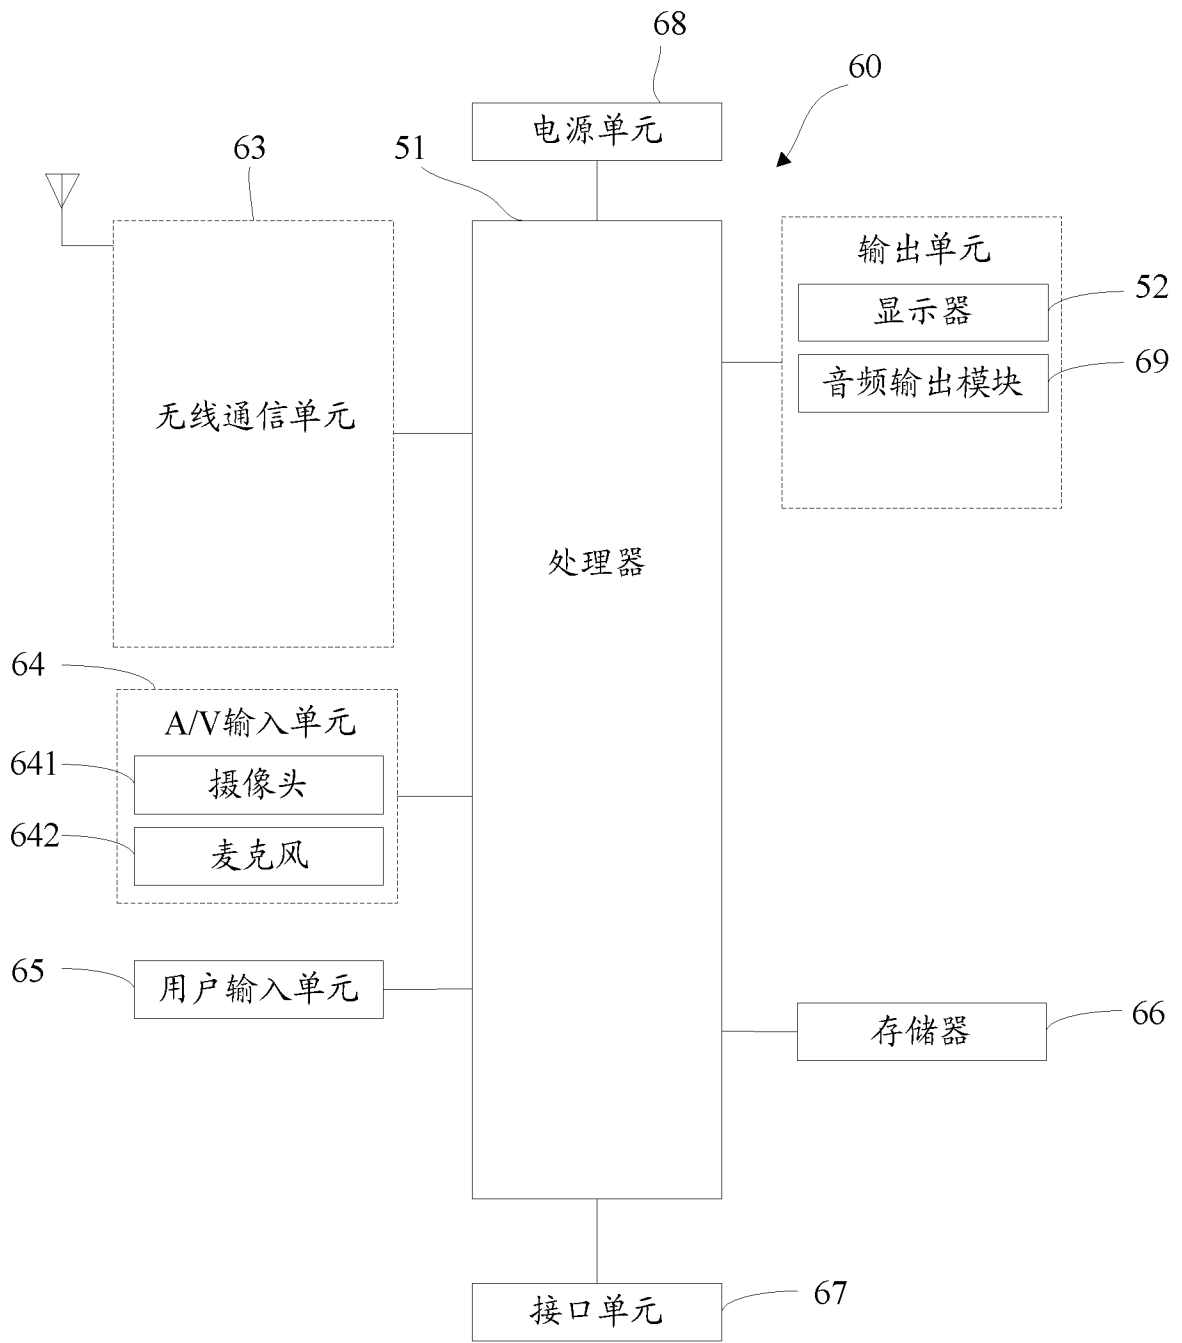 68
60
电源单元
63
51
输出单元
52
显示器
69
音频输出模块
无线通信单元
处理器
64
A/V输入单元
641
摄像头
642
麦克风
65
用户输入单元
66
存储器
67
接口单元